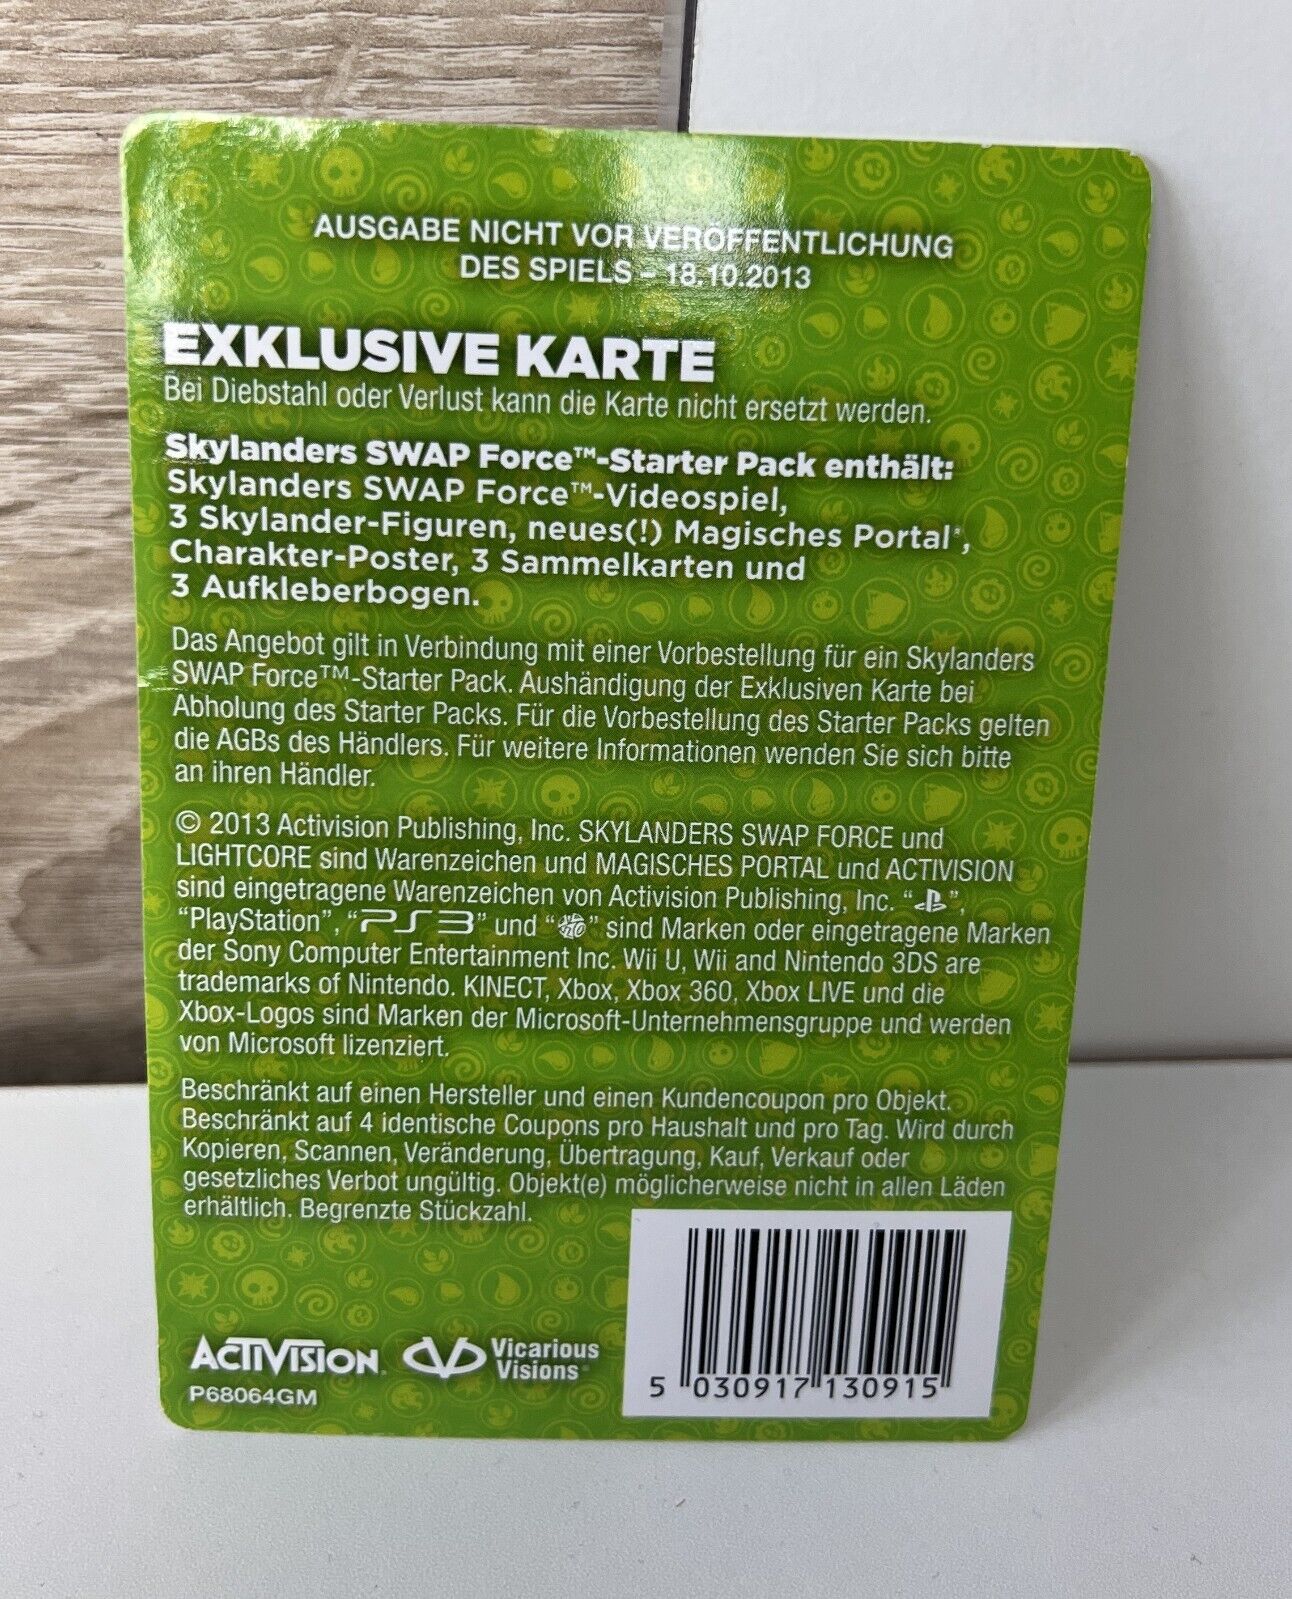 AUSGABE NICHT VOR VERÖFFENTLICHUNG
DES SPIELS – 18.10.2013
EXKLUSIVE KARTE
Bei Diebstahl oder Verlust kann die Karte nicht ersetzt werden.
Skylanders SWAP Force™-Starter Pack enthält:
Skylanders SWAP Force™-Videospiel,
3 Skylander-Figuren, neues(!) Magisches Portal*,
Charakter-Poster, 3 Sammelkarten und
3 Aufkleberbogen.
Das Angebot gilt in Verbindung mit einer Vorbestellung für ein Skylanders
SWAP Force™-Starter Pack. Aushändigung der Exklusiven Karte bei
Abholung des Starter Packs. Für die Vorbestellung des Starter Packs gelten
die AGBs des Händlers. Für weitere Informationen wenden Sie sich bitte
an ihren Händler.
© 2013 Activision Publishing, Inc. SKYLANDERS SWAP FORCE und
LIGHTCORE sind Warenzeichen und MAGISCHES PORTAL und ACTIVISION
sind eingetragene Warenzeichen von Activision Publishing, Inc. “ ”,
“PlayStation”, “PS3” und “ ” sind Marken oder eingetragene Marken
der Sony Computer Entertainment Inc. Wii U, Wii and Nintendo 3DS are
trademarks of Nintendo. KINECT, Xbox, Xbox 360, Xbox LIVE und die
Xbox-Logos sind Marken der Microsoft-Unternehmensgruppe und werden
von Microsoft lizenziert.
Beschränkt auf einen Hersteller und einen Kundencoupon pro Objekt.
Beschränkt auf 4 identische Coupons pro Haushalt und pro Tag. Wird durch
Kopieren, Scannen, Veränderung, Übertragung, Kauf, Verkauf oder
gesetzliches Verbot ungültig. Objekt(e) möglicherweise nicht in allen Läden
erhältlich. Begrenzte Stückzahl.
ACTIVISION
Vicarious
Visions
P68064GM
5 030917 130915